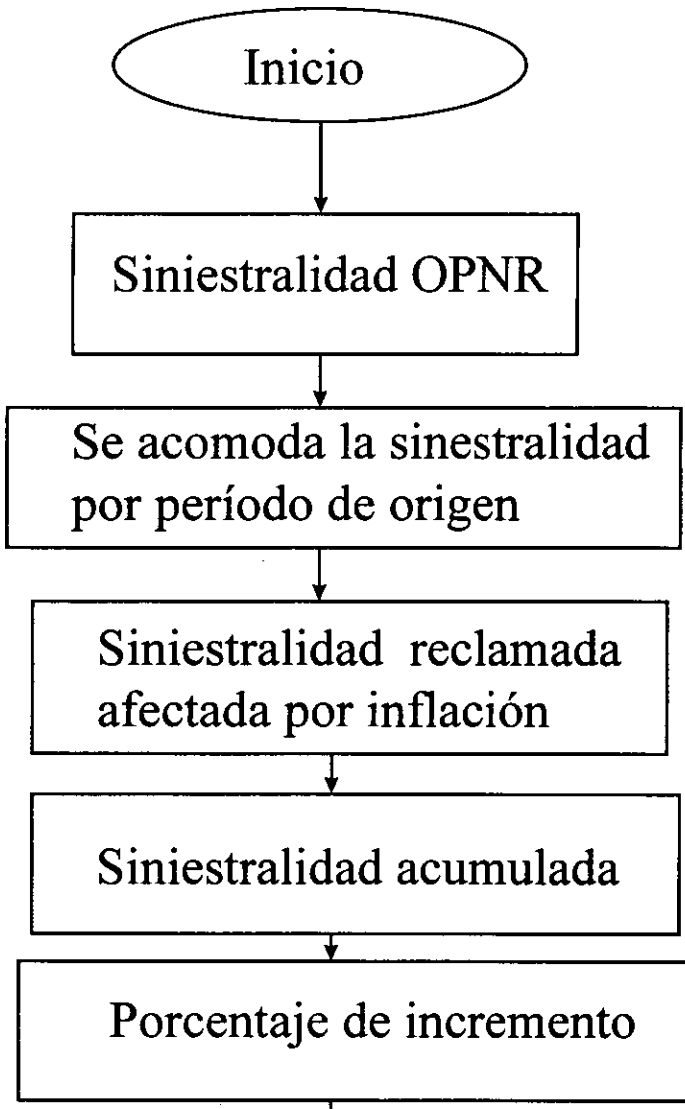 Inicio
Siniestralidad OPNR
Se acomoda la sinestralidad
por período de origen
Siniestralidad reclamada
afectada por inflación
Siniestralidad acumulada
Porcentaje de incremento